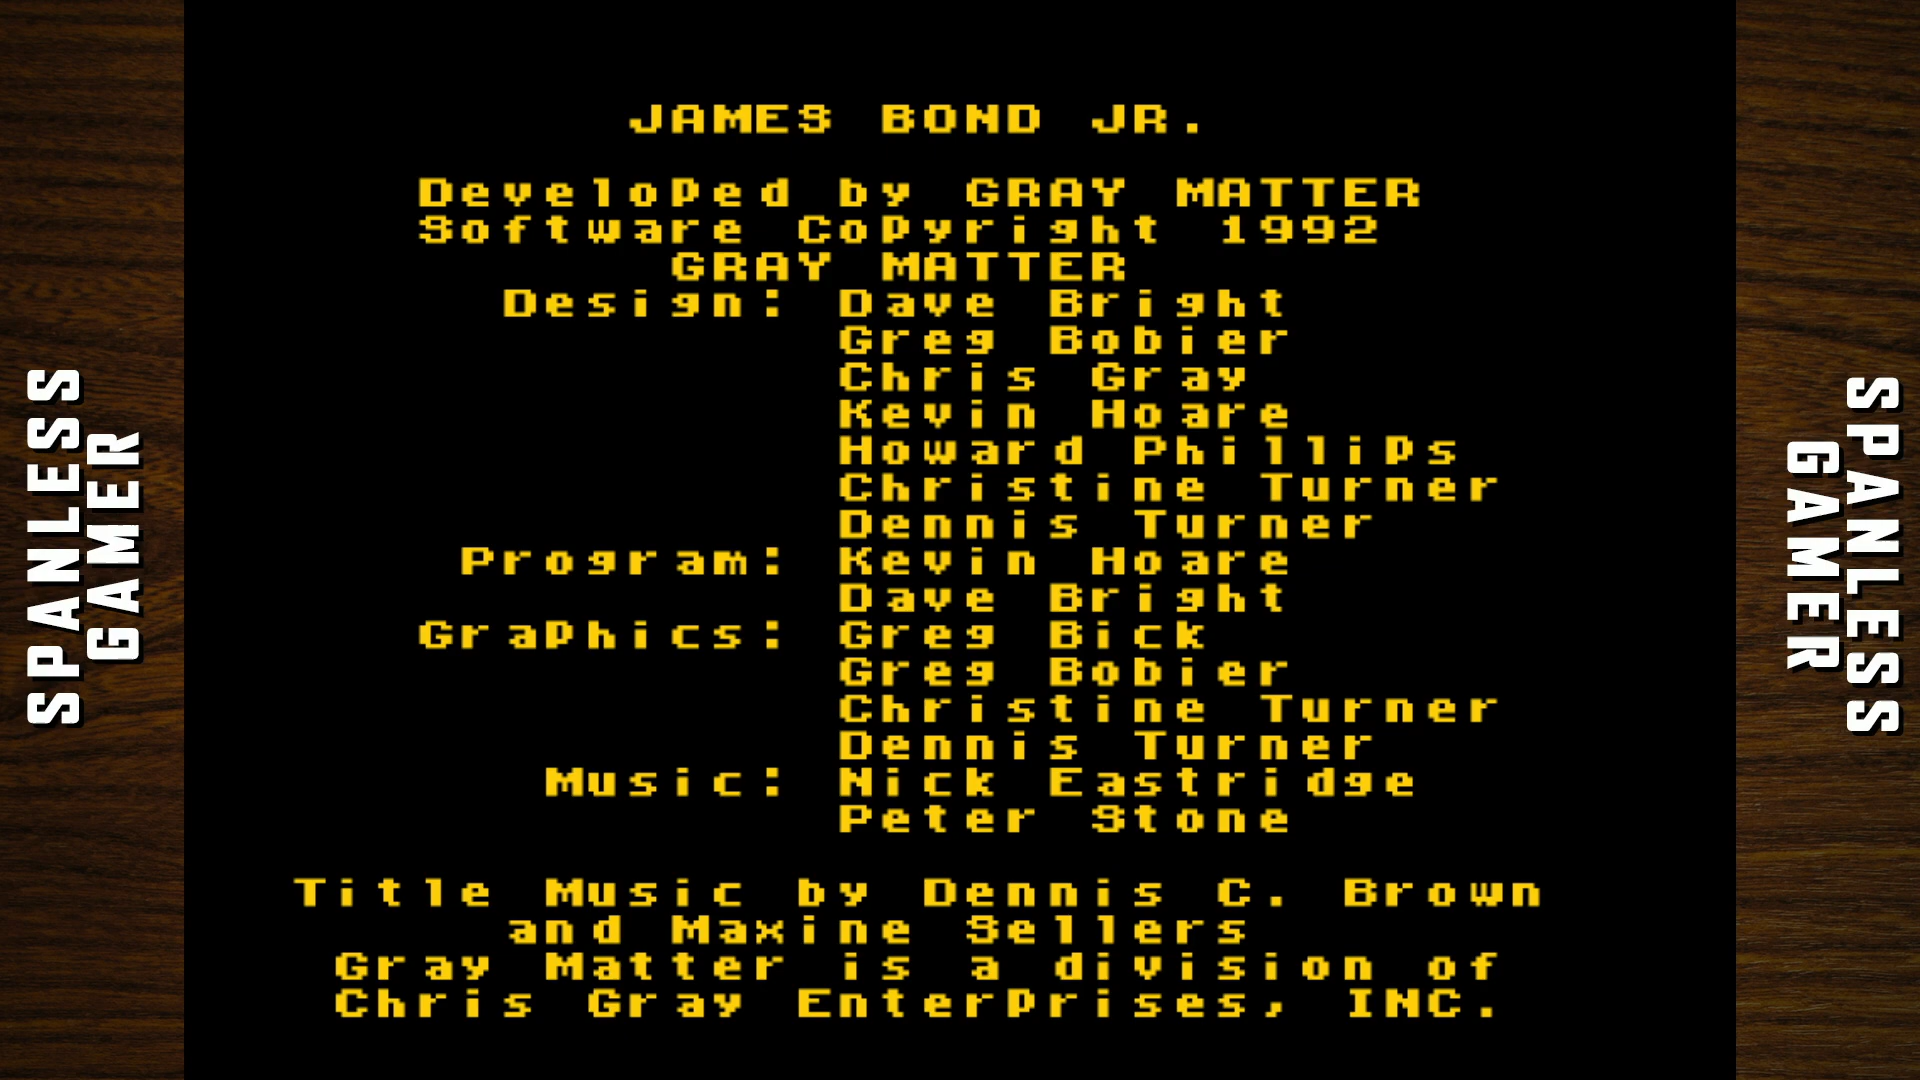 JAMES BOND JR.
Developed by GRAY MATTER
Software Copyright 1992
GRAY MATTER
Design: Dave Bright
Greg Bobier
Chris Gray
Kevin Hoare
Howard Phillips
Christine Turner
Dennis Turner
Program: Kevin Hoare
Dave Bright
Graphics: Greg Bick
Greg Bobier
Christine Turner
Dennis Turner
Music: Nick Eastridge
Peter Stone
Title Music by Dennis C. Brown
and Maxine Sellers
Gray Matter is a division of
Chris Gray Enterprises, INC.
SPANLESS
GAMER
SPANLESS
GAMER